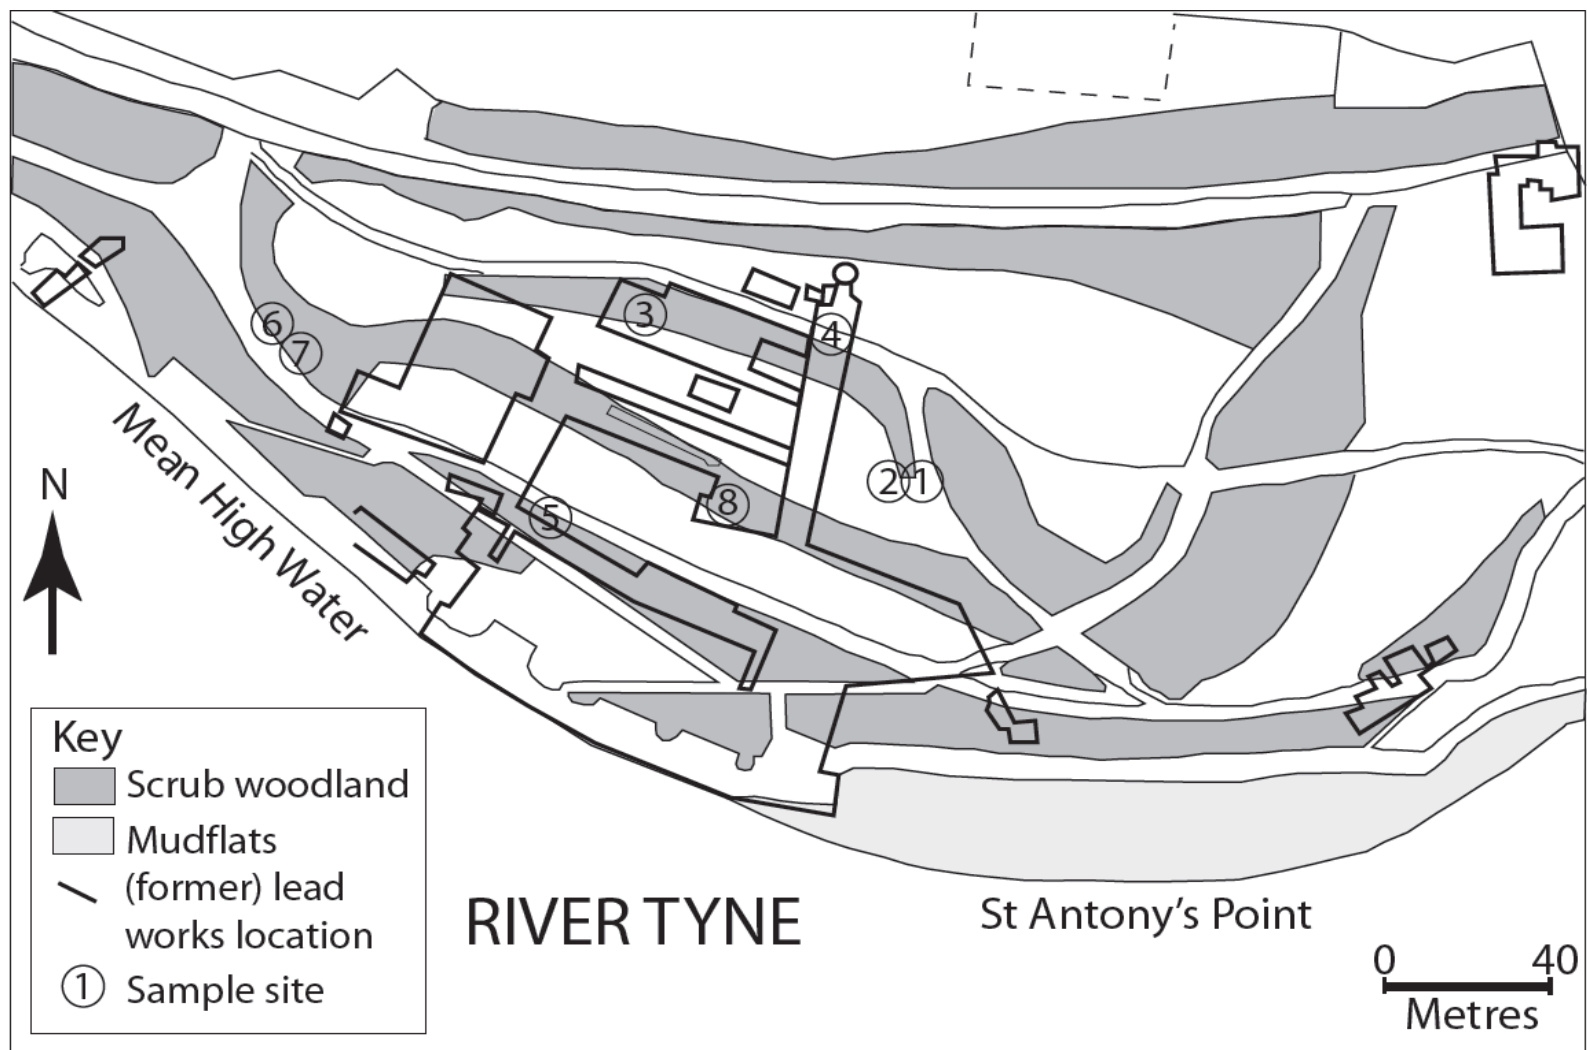 3
4
6
7
2
1
8
5
N
Mean High Water
Key
Scrub woodland
Mudflats
(former) lead
works location
1 Sample site
RIVER TYNE
St Antony's Point
0 40
Metres